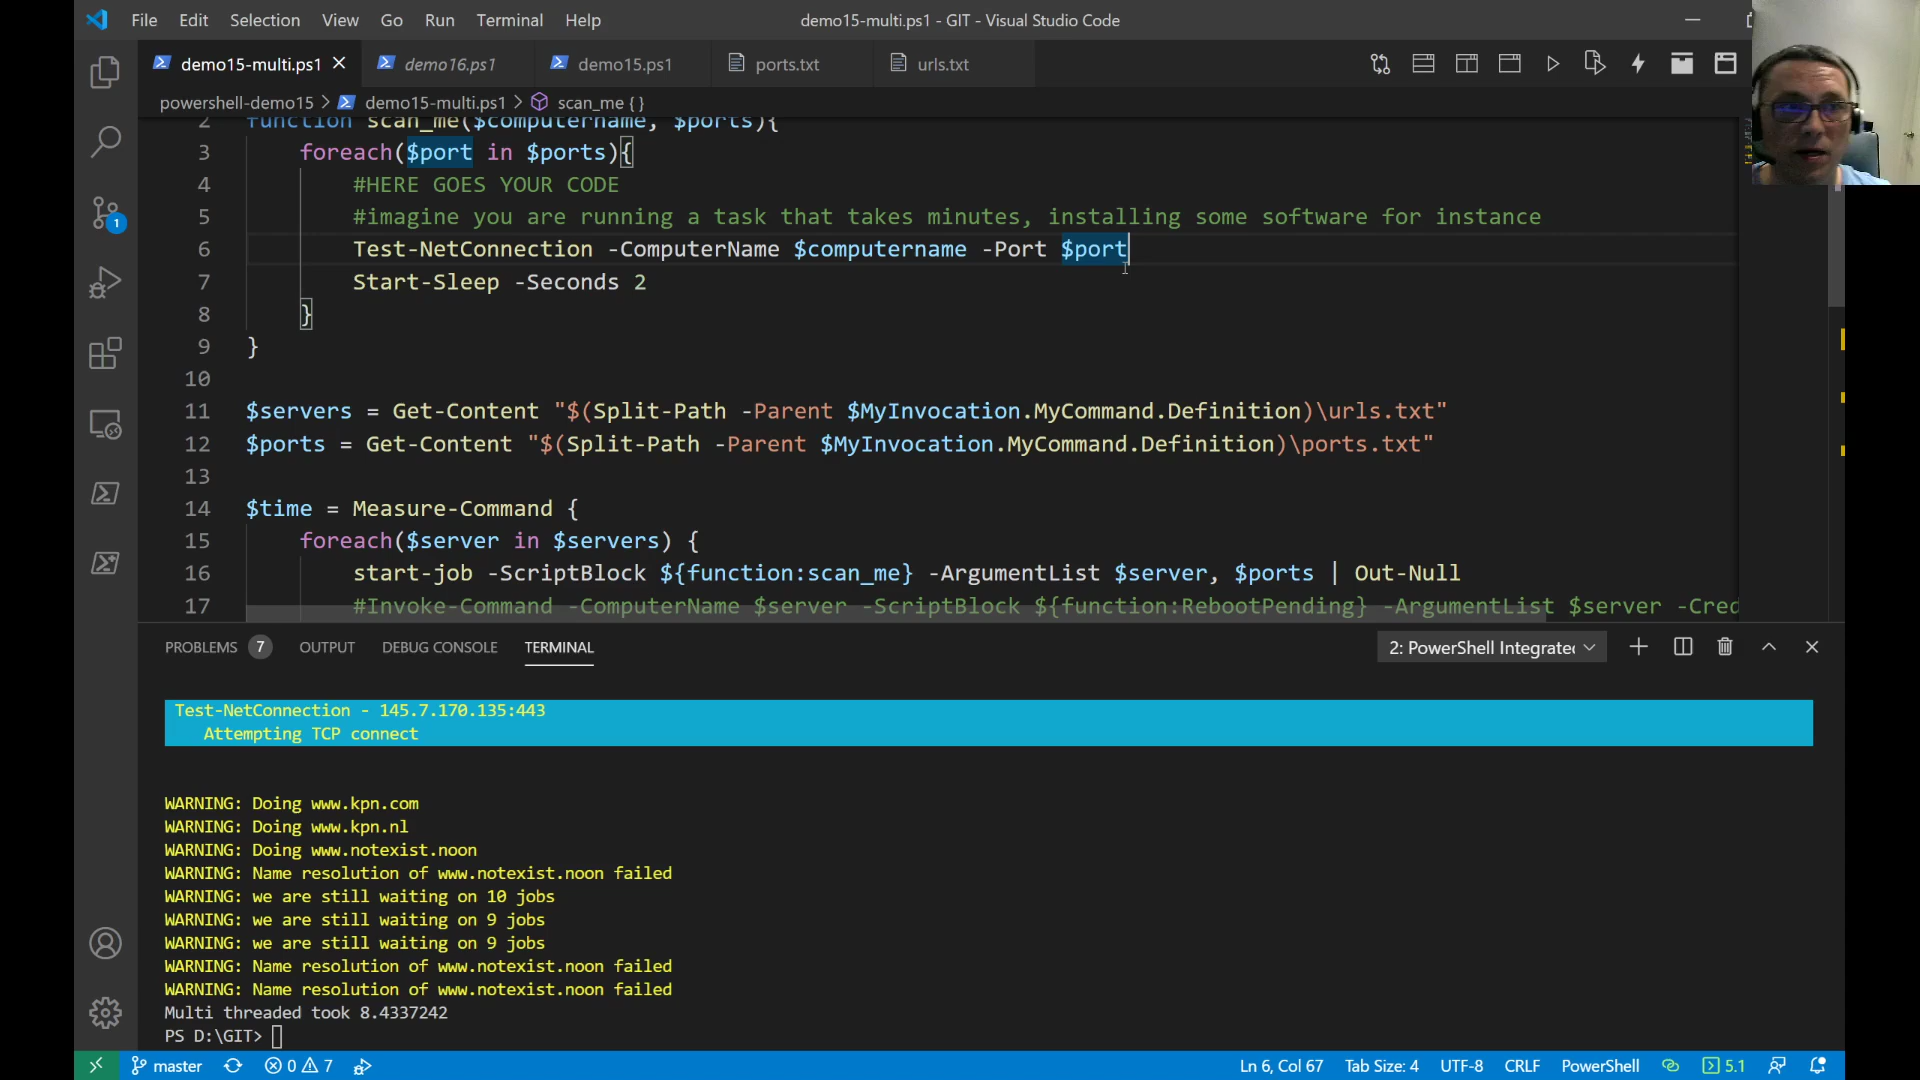 File Edit Selection View Go Run Terminal Help demo15-multi.ps1 - GIT - Visual Studio Code
demo15-multi.ps1 demo16.ps1 demo15.ps1 ports.txt urls.txt
powershell-demo15 > demo15-multi.ps1 > scan_me { }
2 function scan_me($computername, $ports){
3 foreach($port in $ports){
4 #HERE GOES YOUR CODE
5 #imagine you are running a task that takes minutes, installing some software for instance
6 Test-NetConnection -ComputerName $computername -Port $port
7 Start-Sleep -Seconds 2
8 }
9 }
10
11 $servers = Get-Content "$(Split-Path -Parent $MyInvocation.MyCommand.Definition)\urls.txt"
12 $ports = Get-Content "$(Split-Path -Parent $MyInvocation.MyCommand.Definition)\ports.txt"
13
14 $time = Measure-Command {
15 foreach($server in $servers) {
16 start-job -ScriptBlock ${function:scan_me} -ArgumentList $server, $ports | Out-Null
17 #Invoke-Command -ComputerName $server -ScriptBlock ${function:RebootPending} -ArgumentList $server -Cred
PROBLEMS 7 OUTPUT DEBUG CONSOLE TERMINAL 2: PowerShell Integrate
Test-NetConnection - 145.7.170.135:443
Attempting TCP connect
WARNING: Doing www.kpn.com
WARNING: Doing www.kpn.nl
WARNING: Doing www.notexist.noon
WARNING: Name resolution of www.notexist.noon failed
WARNING: we are still waiting on 10 jobs
WARNING: we are still waiting on 9 jobs
WARNING: we are still waiting on 9 jobs
WARNING: Name resolution of www.notexist.noon failed
WARNING: Name resolution of www.notexist.noon failed
Multi threaded took 8.4337242
PS D:\GIT>
master 0 7 Ln 6, Col 67 Tab Size: 4 UTF-8 CRLF PowerShell 5.1